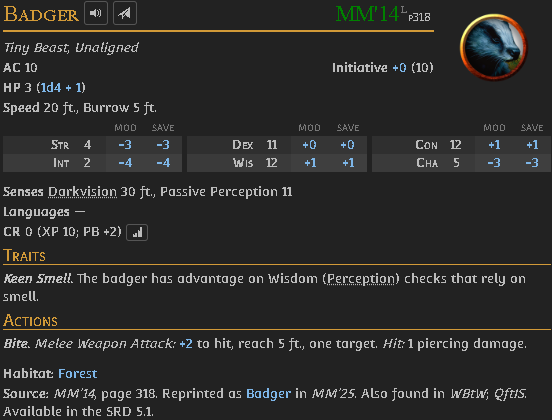 BADGER MM'14 L P318
Tiny Beast, Unaligned
AC 10 Initiative +0 (10)
HP 3 (1d4 + 1)
Speed 20 ft., Burrow 5 ft.
MOD SAVE MOD SAVE MOD SAVE
STR 4 -3 -3 DEX 11 +0 +0 CON 12 +1 +1
INT 2 -4 -4 WIS 12 +1 +1 CHA 5 -3 -3
Senses Darkvision 30 ft., Passive Perception 11
Languages —
CR 0 (XP 10; PB +2)
TRAITS
Keen Smell. The badger has advantage on Wisdom (Perception) checks that rely on
smell.
ACTIONS
Bite. Melee Weapon Attack: +2 to hit, reach 5 ft., one target. Hit: 1 piercing damage.
Habitat: Forest
Source: MM'14, page 318. Reprinted as Badger in MM'25. Also found in WBtW; QftIS.
Available in the SRD 5.1.